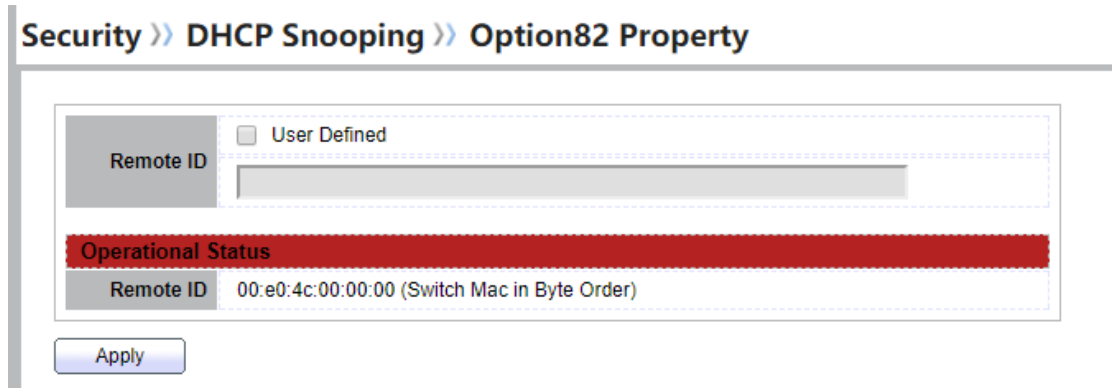 Security 》 DHCP Snooping 》 Option82 Property
User Defined
Remote ID
Operational Status
Remote ID 00:e0:4c:00:00:00 (Switch Mac in Byte Order)
Apply